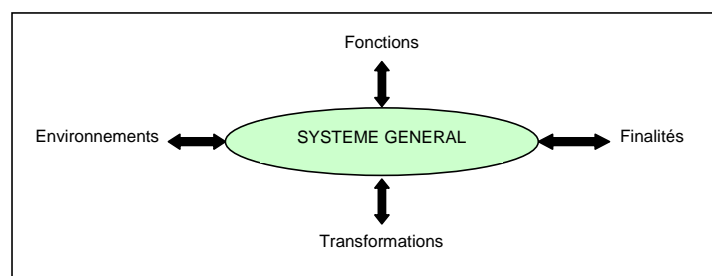 Fonctions
Environnements
SYSTEME GENERAL
Finalités
Transformations